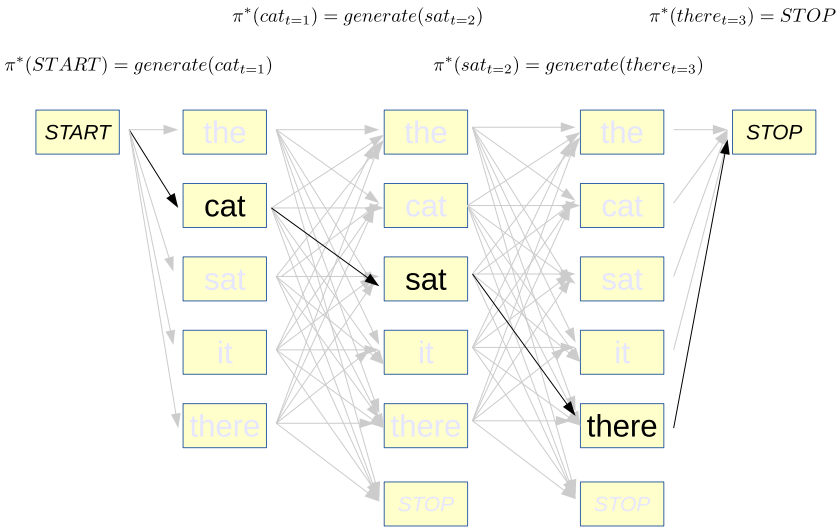 π*(cat_{t=1}) = generate(sat_{t=2}) π*(there_{t=3}) = STOP
π*(START) = generate(cat_{t=1}) π*(sat_{t=2}) = generate(there_{t=3})
START the the the STOP
cat cat cat
sat sat sat
it it it
there there there
STOP STOP